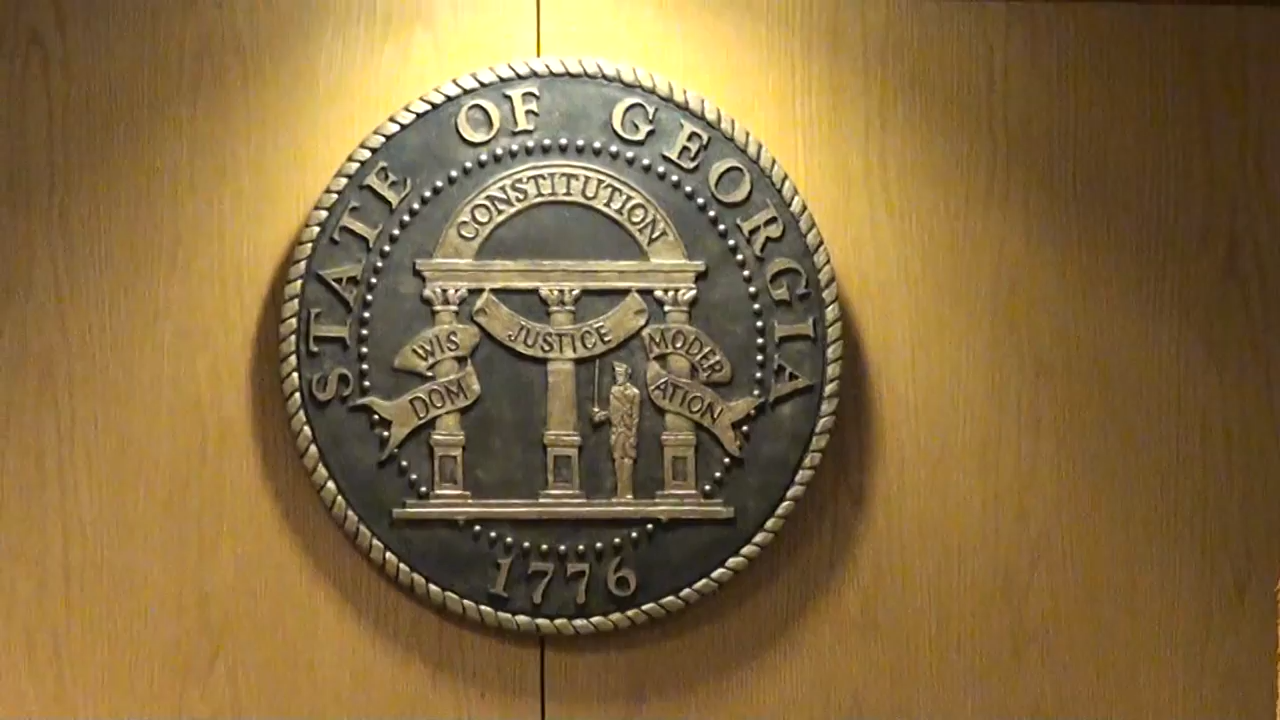 STATE OF GEORGIA
CONSTITUTION
WIS
DOM
JUSTICE
MODER
ATION
1776